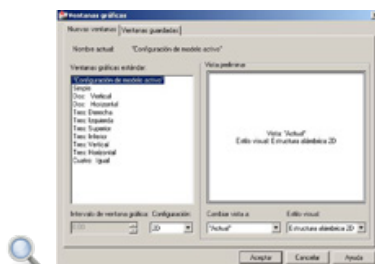 Ventanas gráficas
Nuevas ventanas
Ventanas guardadas
Nombre actual: "Configuración de modelo activo"
Ventanas gráficas estándar:
"Configuración de modelo activo"
Simple
Dos: Vertical
Dos: Horizontal
Tres: Derecha
Tres: Izquierda
Tres: Superior
Tres: Inferior
Tres: Vertical
Tres: Horizontal
Cuatro: Igual
Vista preliminar
Vista: "Actual"
Estilo visual: Estructura alámbrica 2D
Intervalo de ventana gráfica:
0.00
Configuración:
2D
Cambiar vista a:
"Actual"
Estilo visual:
Estructura alámbrica 2D
Aceptar
Cancelar
Ayuda